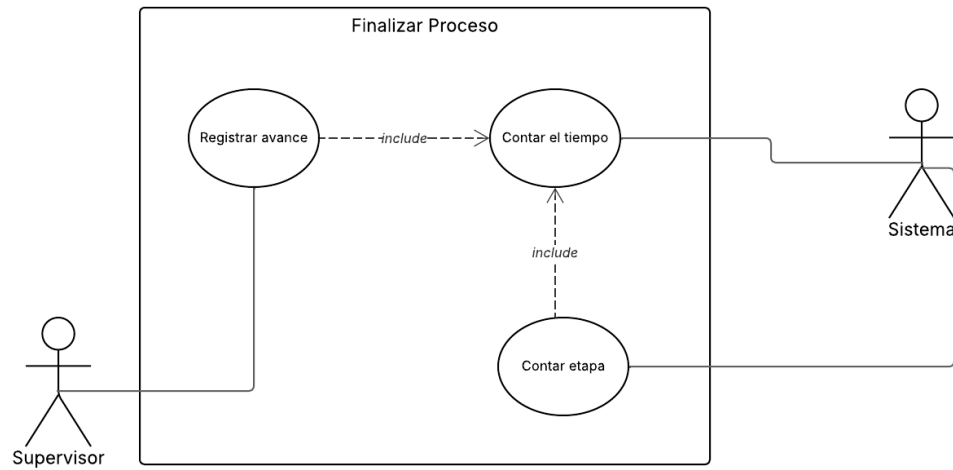 Finalizar Proceso
Registrar avance
include
Contar el tiempo
Sistema
include
Contar etapa
Supervisor